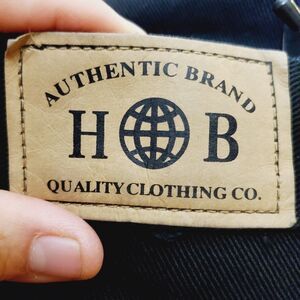 AUTHENTIC BRAND
H B
QUALITY CLOTHING CO.